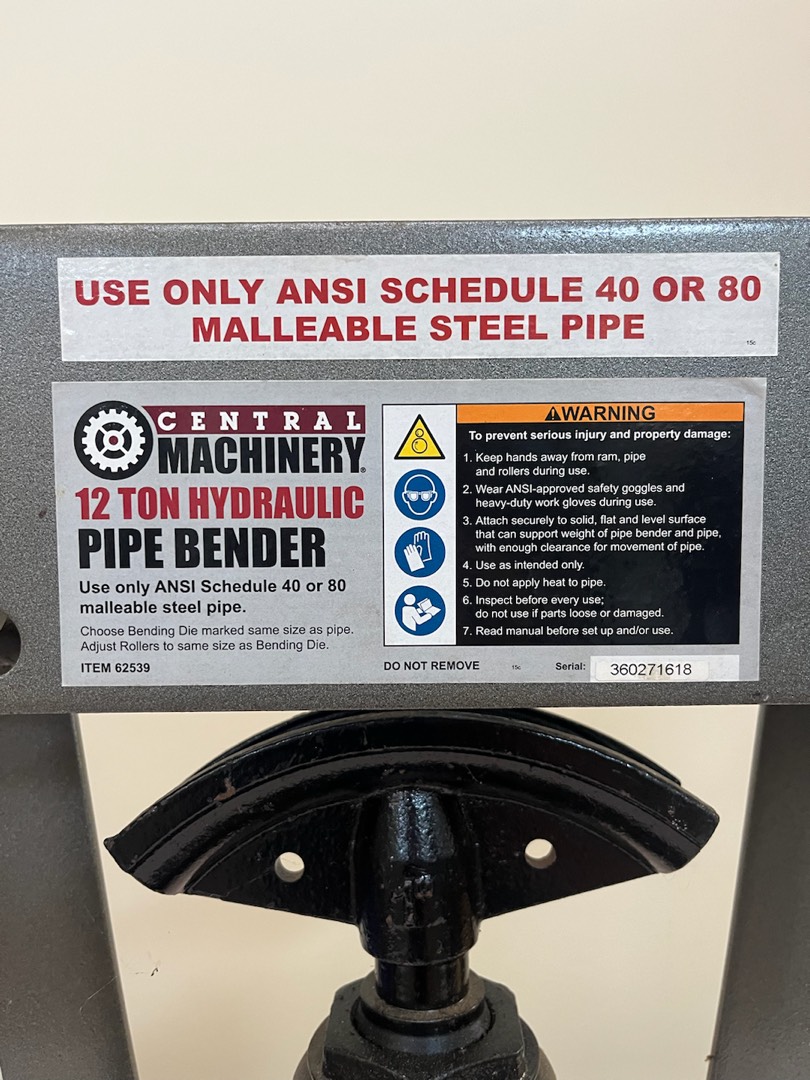 USE ONLY ANSI SCHEDULE 40 OR 80
MALLEABLE STEEL PIPE
15c
CENTRAL
MACHINERY®
12 TON HYDRAULIC
PIPE BENDER
Use only ANSI Schedule 40 or 80
malleable steel pipe.
Choose Bending Die marked same size as pipe.
Adjust Rollers to same size as Bending Die.
ITEM 62539
⚠WARNING
To prevent serious injury and property damage:
1. Keep hands away from ram, pipe
and rollers during use.
2. Wear ANSI-approved safety goggles and
heavy-duty work gloves during use.
3. Attach securely to solid, flat and level surface
that can support weight of pipe bender and pipe,
with enough clearance for movement of pipe.
4. Use as intended only.
5. Do not apply heat to pipe.
6. Inspect before every use;
do not use if parts loose or damaged.
7. Read manual before set up and/or use.
DO NOT REMOVE
15c
Serial: 360271618